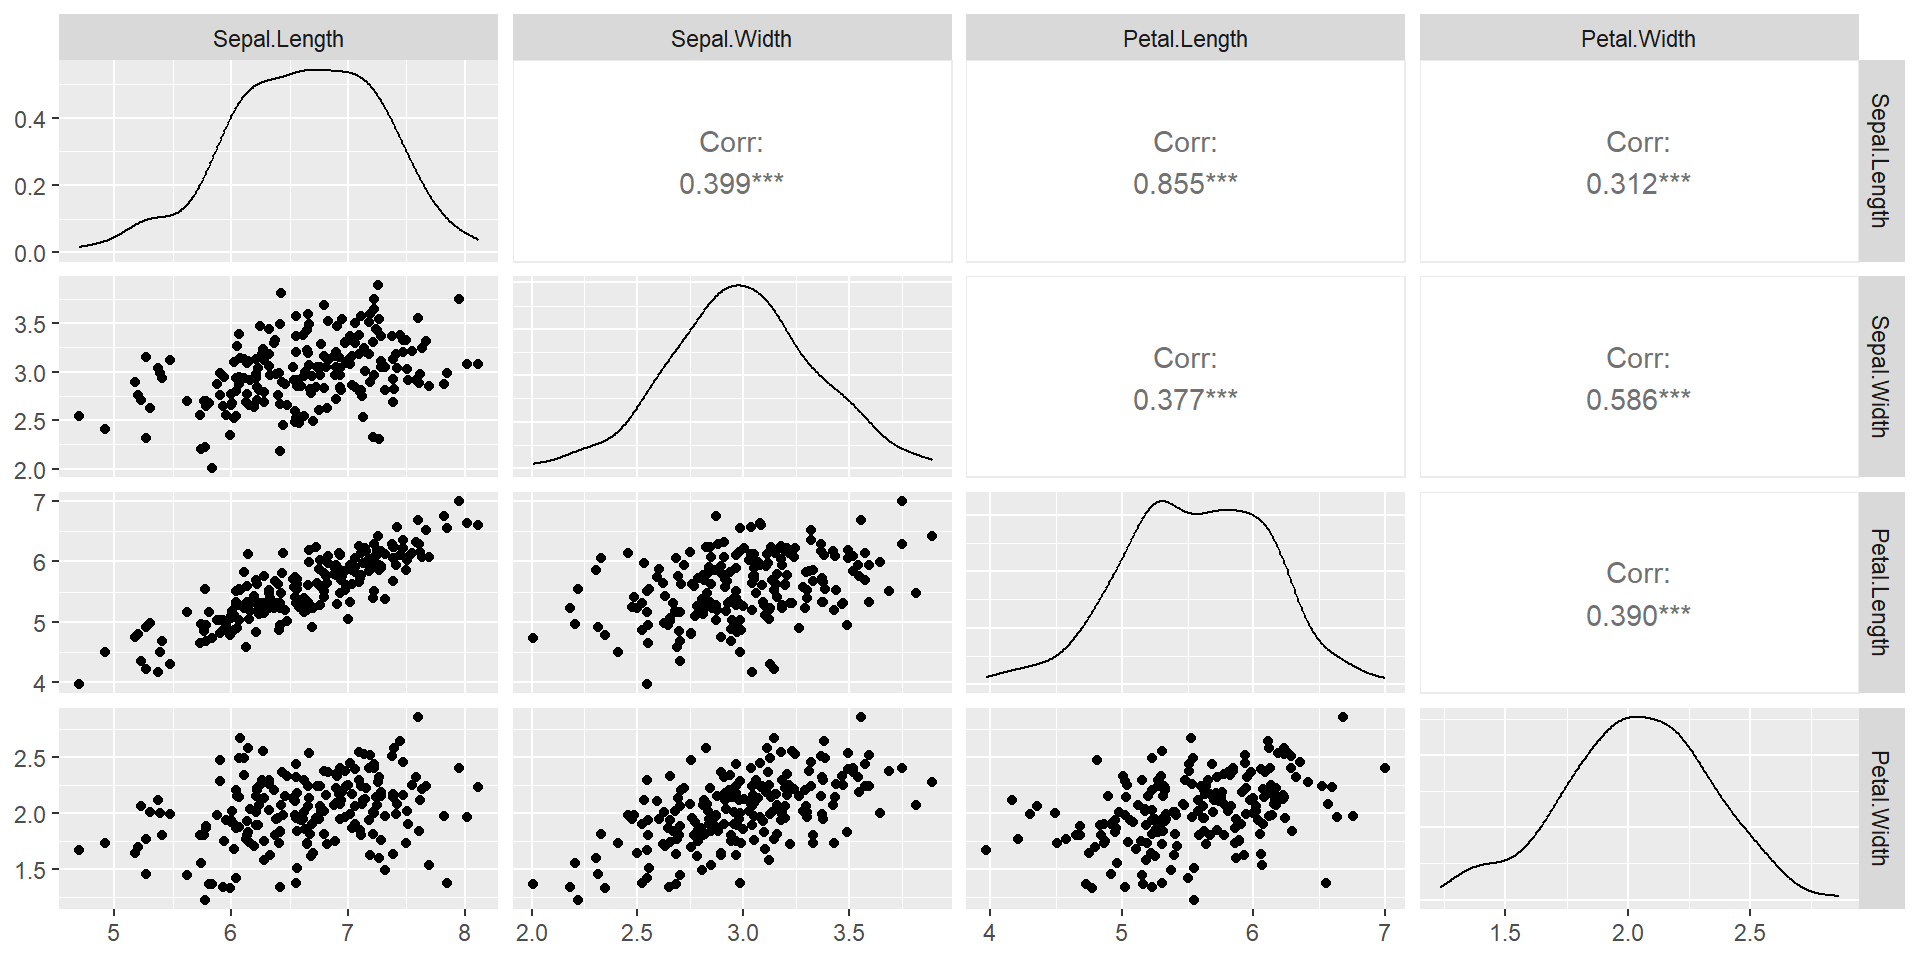 Sepal.Length
Sepal.Width
Petal.Length
Petal.Width
0.4
0.2
0.0
Corr:
0.399***
Corr:
0.855***
Corr:
0.312***
Sepal.Length
3.5
3.0
2.5
2.0
Corr:
0.377***
Corr:
0.586***
Sepal.Width
7
6
5
4
Corr:
0.390***
Petal.Length
2.5
2.0
1.5
Petal.Width
5 6 7 8
2.0 2.5 3.0 3.5
4 5 6 7
1.5 2.0 2.5